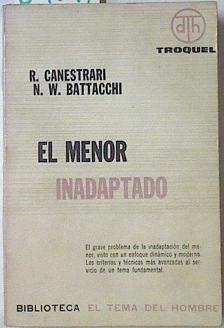 dth
TROQUEL
R. CANESTRARI
N. W. BATTACCHI
EL MENOR
INADAPTADO
El grave problema de la inadaptación del me-
nor, visto con un enfoque dinámico y moderno.
Los criterios y técnicas más avanzadas al ser-
vicio de un tema fundamental.
BIBLIOTECA EL TEMA DEL HOMBRE